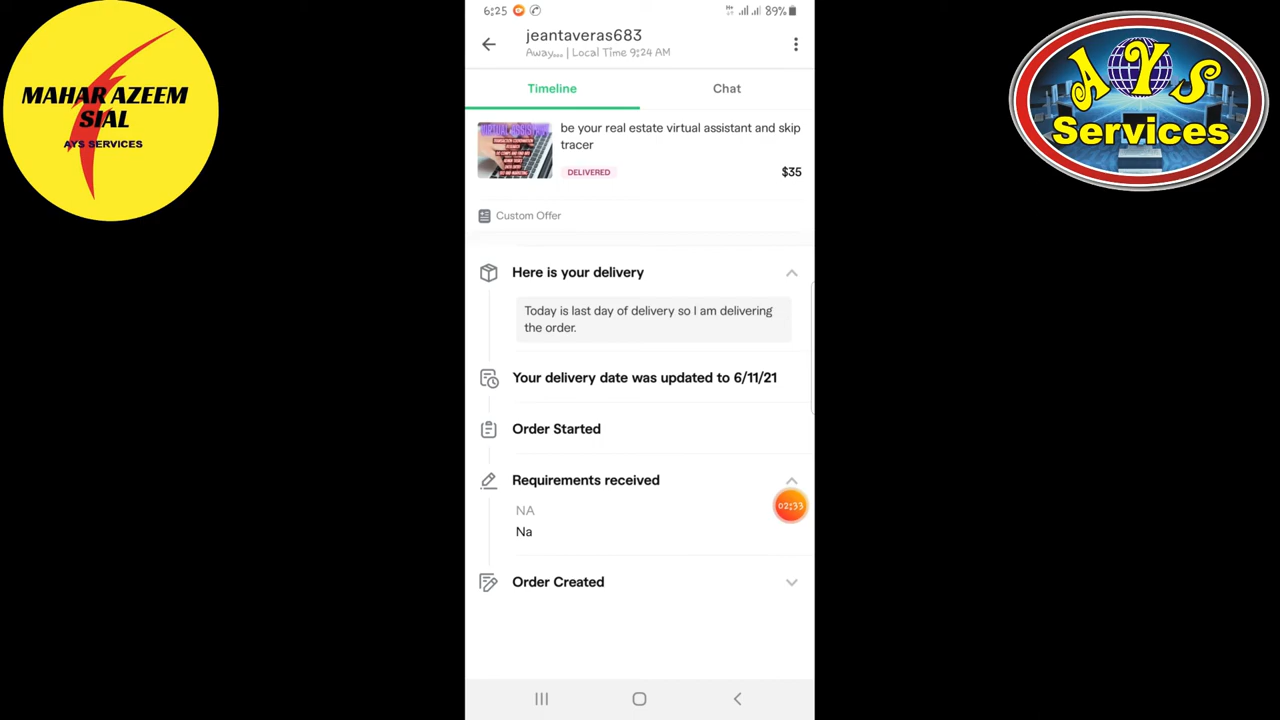 MAHAR AZEEM
SIAL
AYS SERVICES
6:25
89%
jeantaveras683
Away... | Local Time 9:24 AM
Timeline
Chat
be your real estate virtual assistant and skip
tracer
DELIVERED
$35
Custom Offer
Here is your delivery
Today is last day of delivery so I am delivering
the order.
Your delivery date was updated to 6/11/21
Order Started
Requirements received
NA
02:33
Na
Order Created
AYS
Services